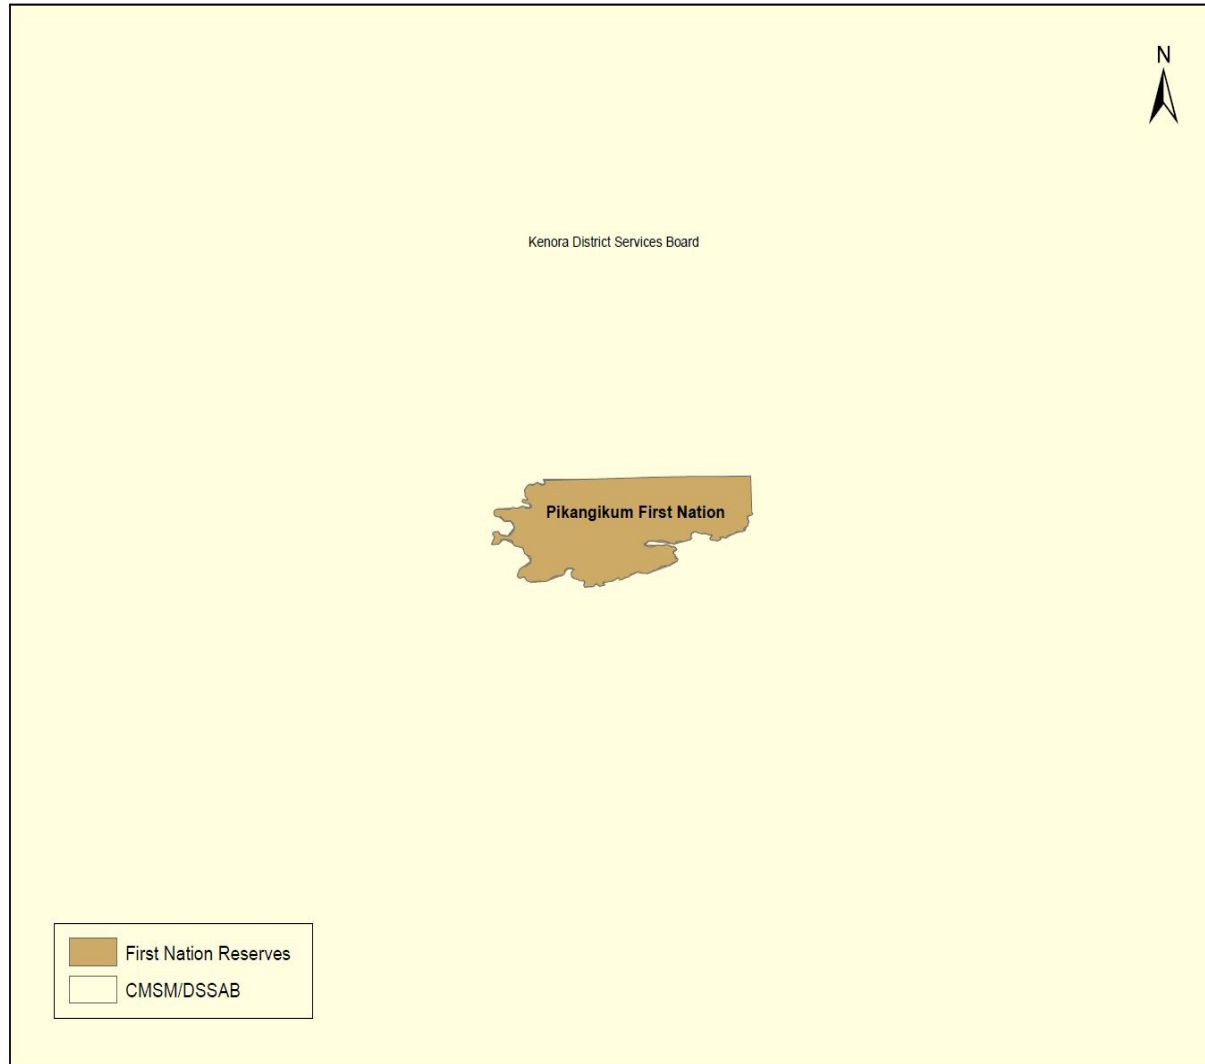 N
Kenora District Services Board
Pikangikum First Nation
First Nation Reserves
CMSM/DSSAB